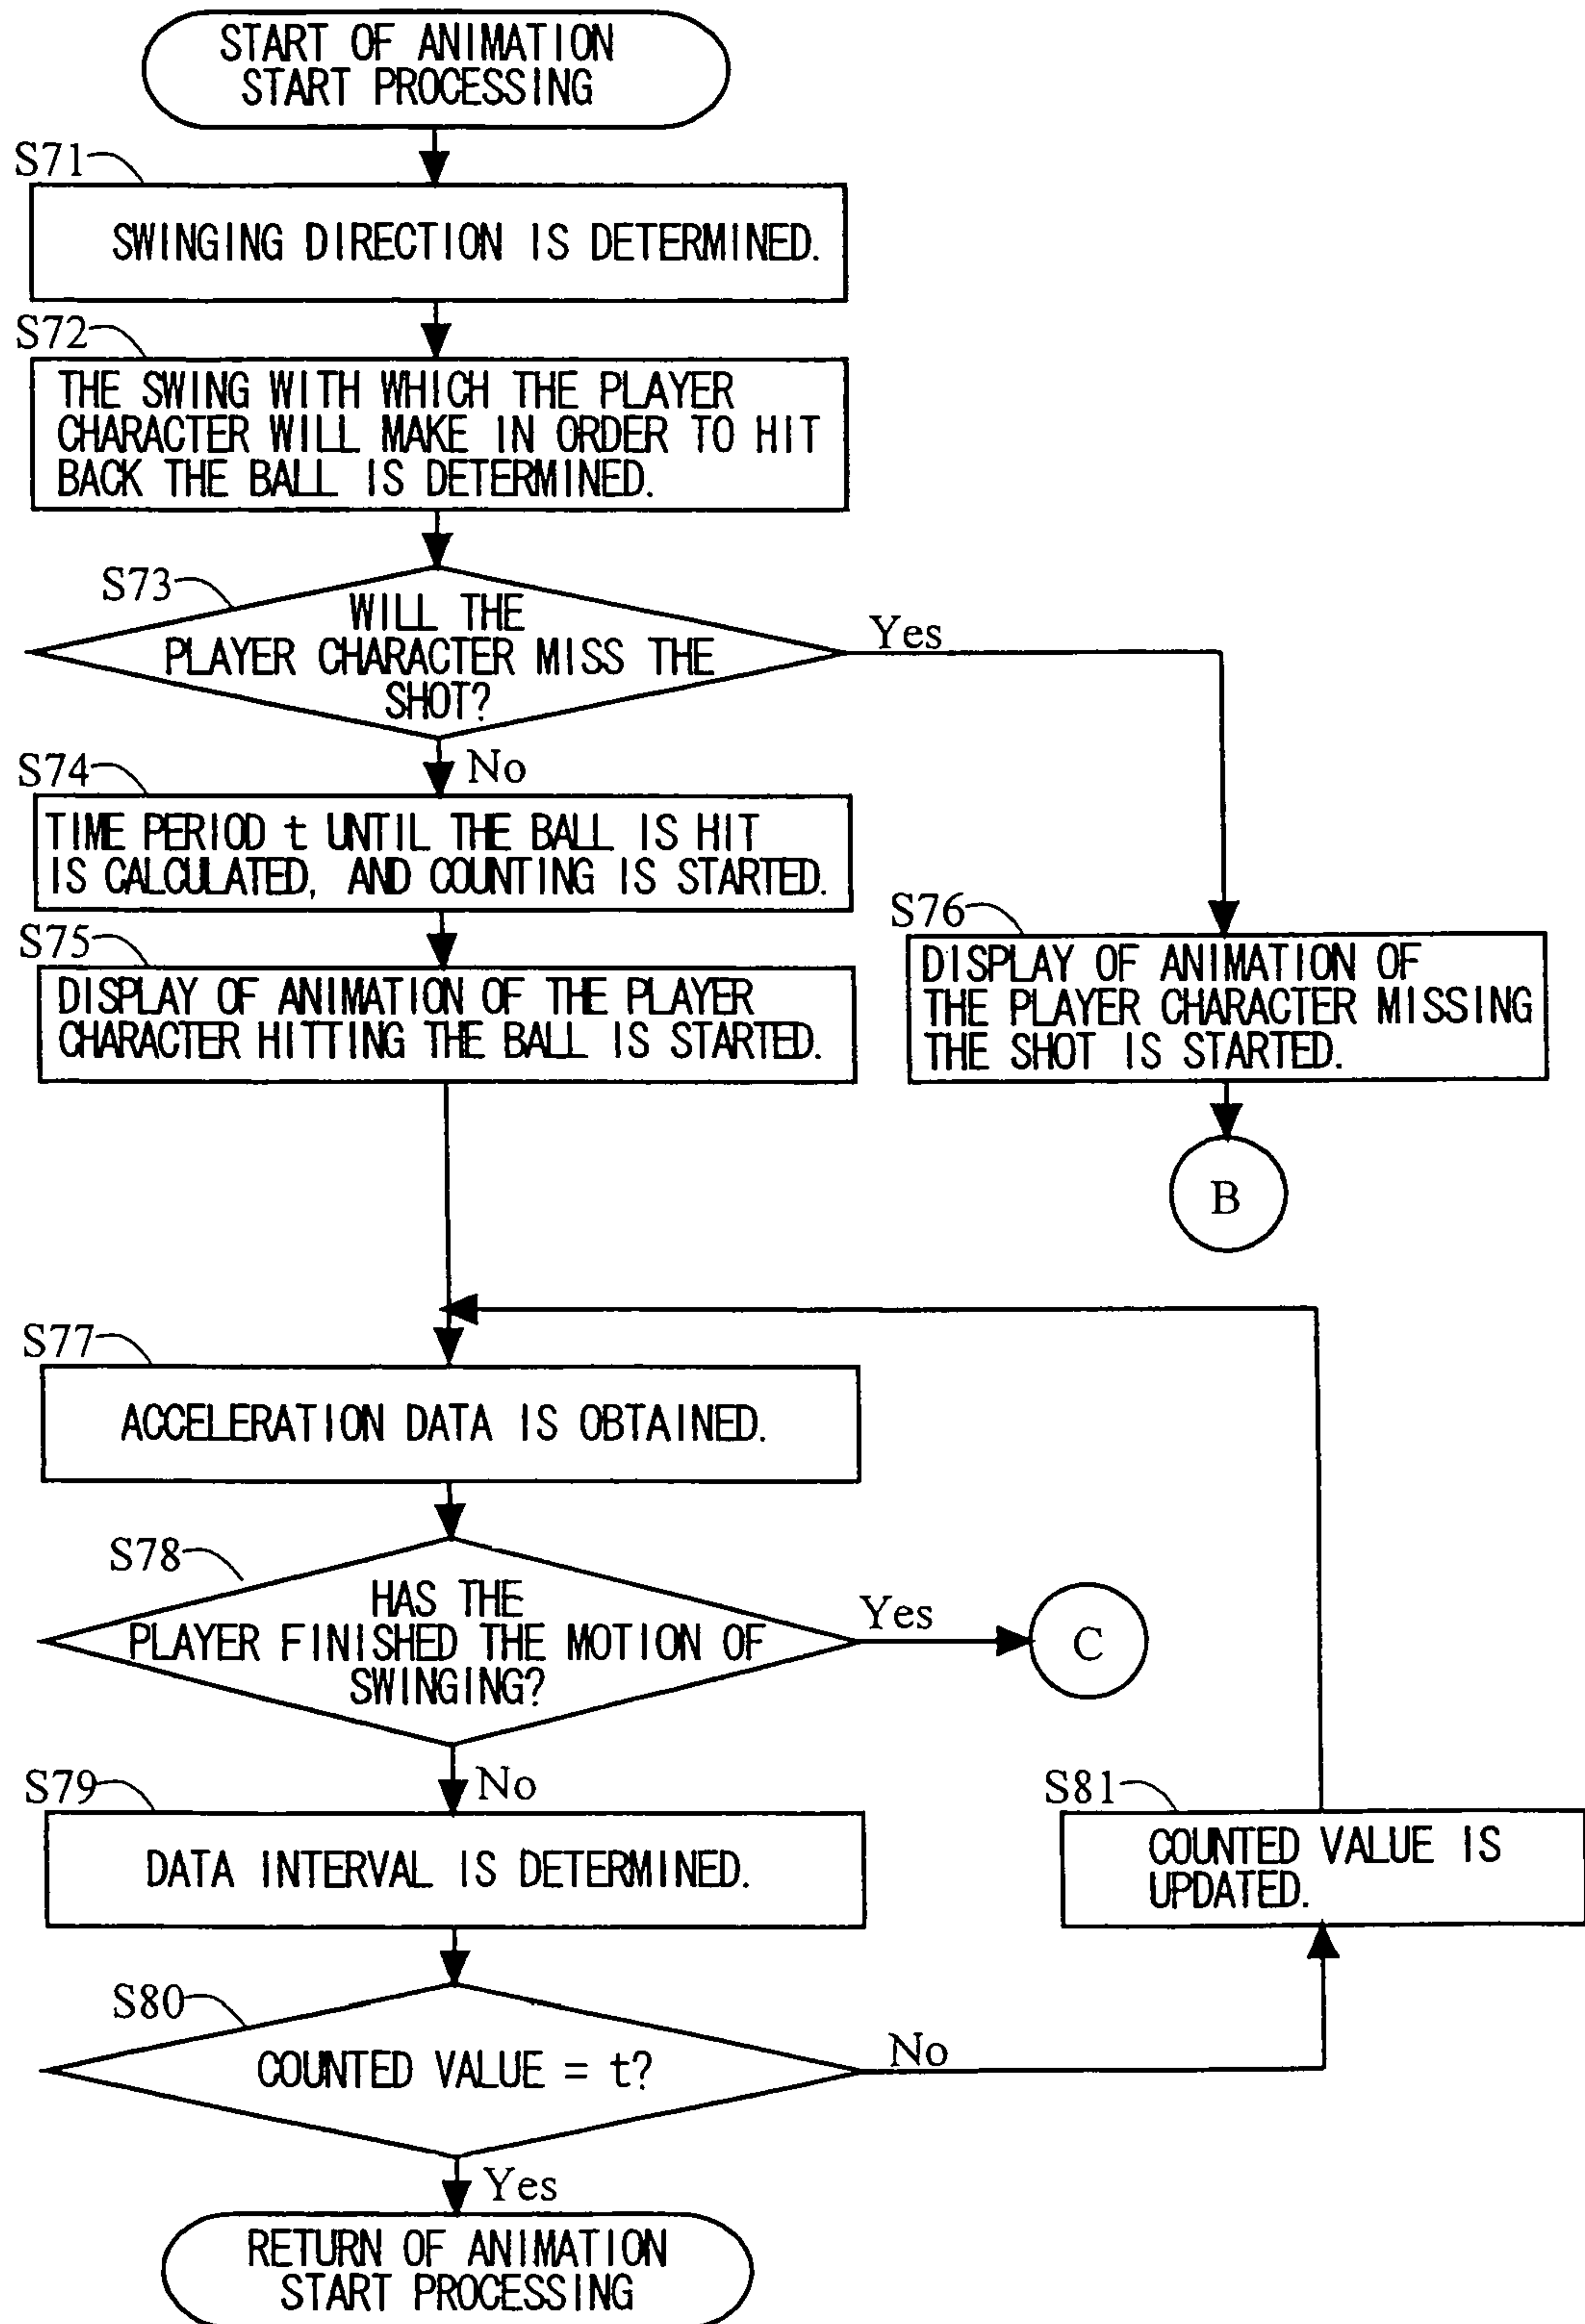 START OF ANIMATION
START PROCESSING
S71
SWINGING DIRECTION IS DETERMINED.
S72
THE SWING WITH WHICH THE PLAYER
CHARACTER WILL MAKE IN ORDER TO HIT
BACK THE BALL IS DETERMINED.
S73
WILL THE
PLAYER CHARACTER MISS THE
SHOT?
Yes
No
S74
TIME PERIOD t UNTIL THE BALL IS HIT
IS CALCULATED, AND COUNTING IS STARTED.
S75
DISPLAY OF ANIMATION OF THE PLAYER
CHARACTER HITTING THE BALL IS STARTED.
S76
DISPLAY OF ANIMATION OF
THE PLAYER CHARACTER MISSING
THE SHOT IS STARTED.
B
S77
ACCELERATION DATA IS OBTAINED.
S78
HAS THE
PLAYER FINISHED THE MOTION OF
SWINGING?
Yes
C
No
S79
DATA INTERVAL IS DETERMINED.
S81
COUNTED VALUE IS
UPDATED.
S80
COUNTED VALUE = t?
No
Yes
RETURN OF ANIMATION
START PROCESSING